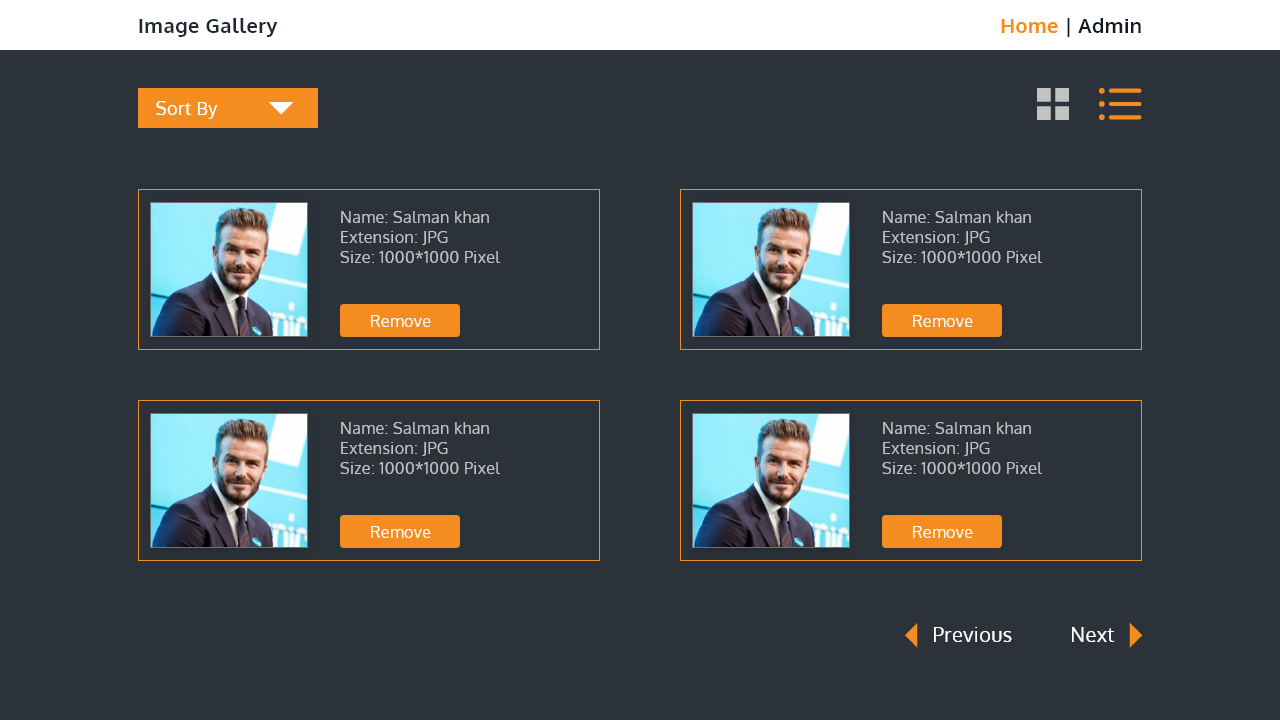 Image Gallery
Home | Admin
Sort By
Name: Salman khan
Extension: JPG
Size: 1000*1000 Pixel
Remove
Name: Salman khan
Extension: JPG
Size: 1000*1000 Pixel
Remove
Name: Salman khan
Extension: JPG
Size: 1000*1000 Pixel
Remove
Name: Salman khan
Extension: JPG
Size: 1000*1000 Pixel
Remove
Previous
Next